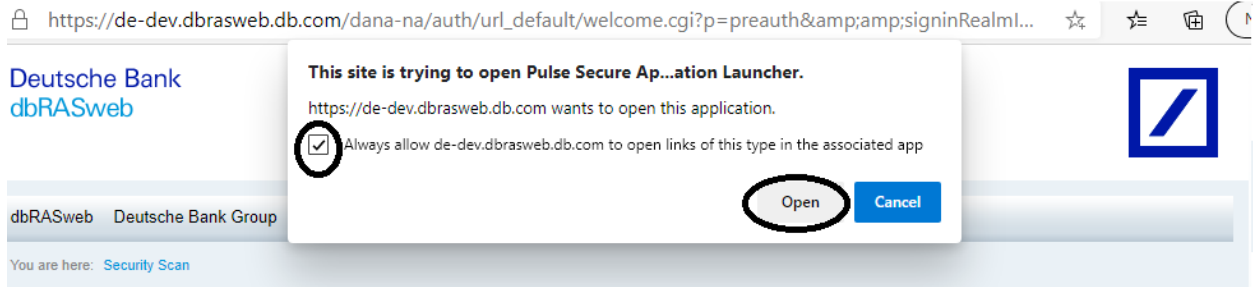 https://de-dev.dbrasweb.db.com/dana-na/auth/url_default/welcome.cgi?p=preauth&amp;amp;signinRealmI...
Deutsche Bank
dbRASweb
This site is trying to open Pulse Secure Ap...ation Launcher.
https://de-dev.dbrasweb.db.com wants to open this application.
Always allow de-dev.dbrasweb.db.com to open links of this type in the associated app
Open Cancel
dbRASweb Deutsche Bank Group
You are here: Security Scan